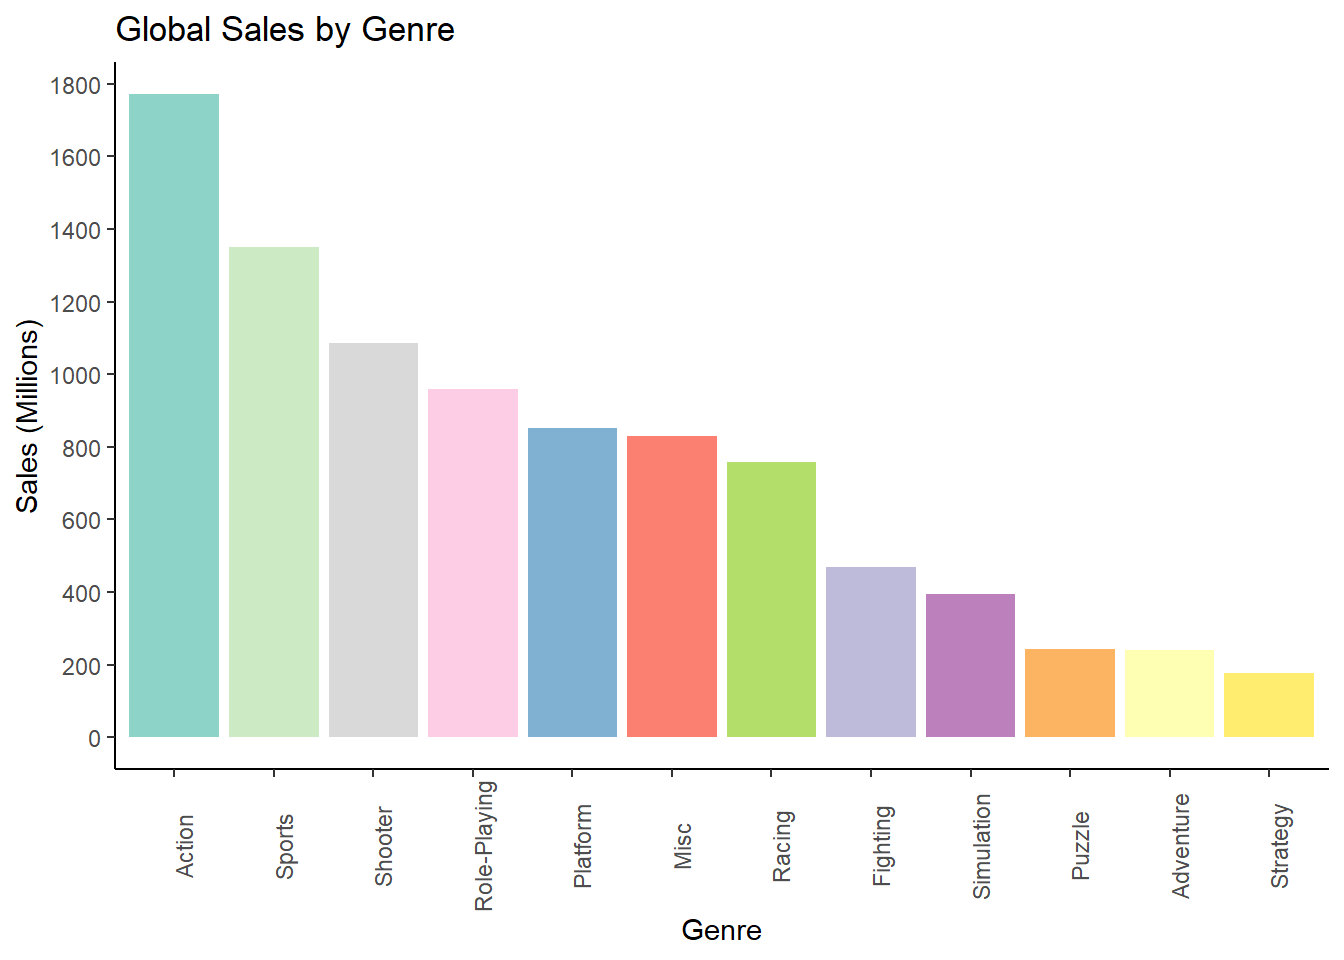 Global Sales by Genre
Sales (Millions)
1800
1600
1400
1200
1000
800
600
400
200
0
Action
Sports
Shooter
Role-Playing
Platform
Misc
Racing
Fighting
Simulation
Puzzle
Adventure
Strategy
Genre